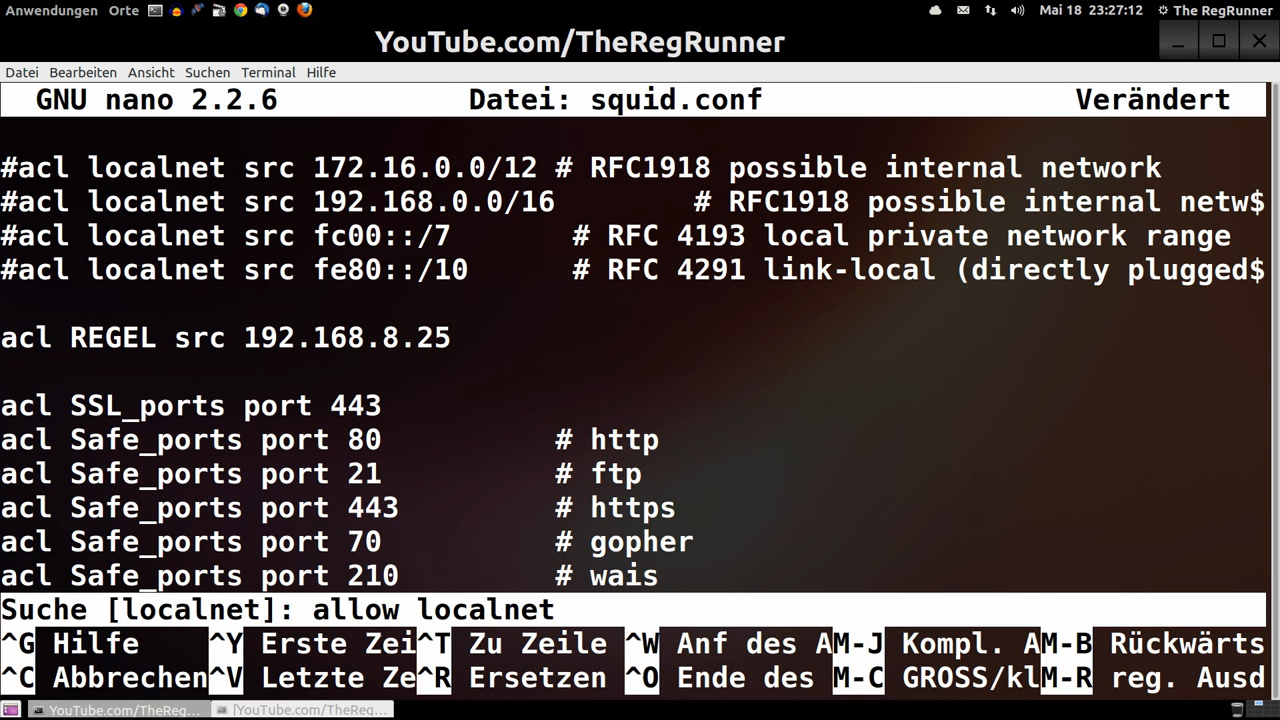 Anwendungen Orte Mai 18 23:27:12 The RegRunner
YouTube.com/TheRegRunner
Datei Bearbeiten Ansicht Suchen Terminal Hilfe
GNU nano 2.2.6 Datei: squid.conf Verändert
#acl localnet src 172.16.0.0/12 # RFC1918 possible internal network
#acl localnet src 192.168.0.0/16 # RFC1918 possible internal netw$
#acl localnet src fc00::/7 # RFC 4193 local private network range
#acl localnet src fe80::/10 # RFC 4291 link-local (directly plugged$
acl REGEL src 192.168.8.25
acl SSL_ports port 443
acl Safe_ports port 80 # http
acl Safe_ports port 21 # ftp
acl Safe_ports port 443 # https
acl Safe_ports port 70 # gopher
acl Safe_ports port 210 # wais
Suche [localnet]: allow localnet
^G Hilfe ^Y Erste Zei^T Zu Zeile ^W Anf des AM-J Kompl. AM-B Rückwärts
^C Abbrechen^V Letzte Ze^R Ersetzen ^O Ende des M-C GROSS/klM-R reg. Ausd
YouTube.com/TheReg... [YouTube.com/TheReg...